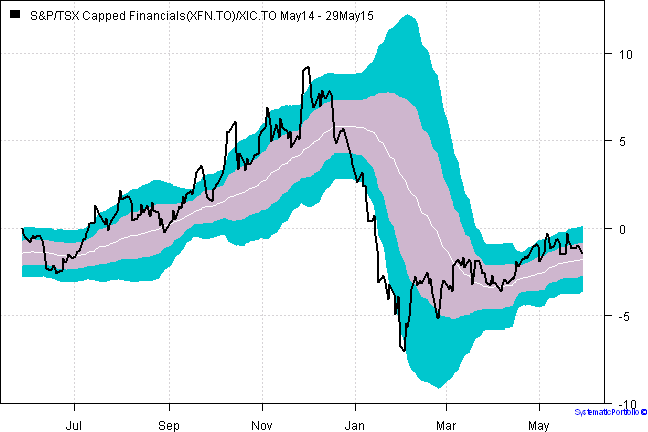 S&P/TSX Capped Financials(XFN.TO)/XIC.TO May14 - 29May15
10
5
0
-5
-10
SystematicPortfolio ©
Jul Sep Nov Jan Mar May